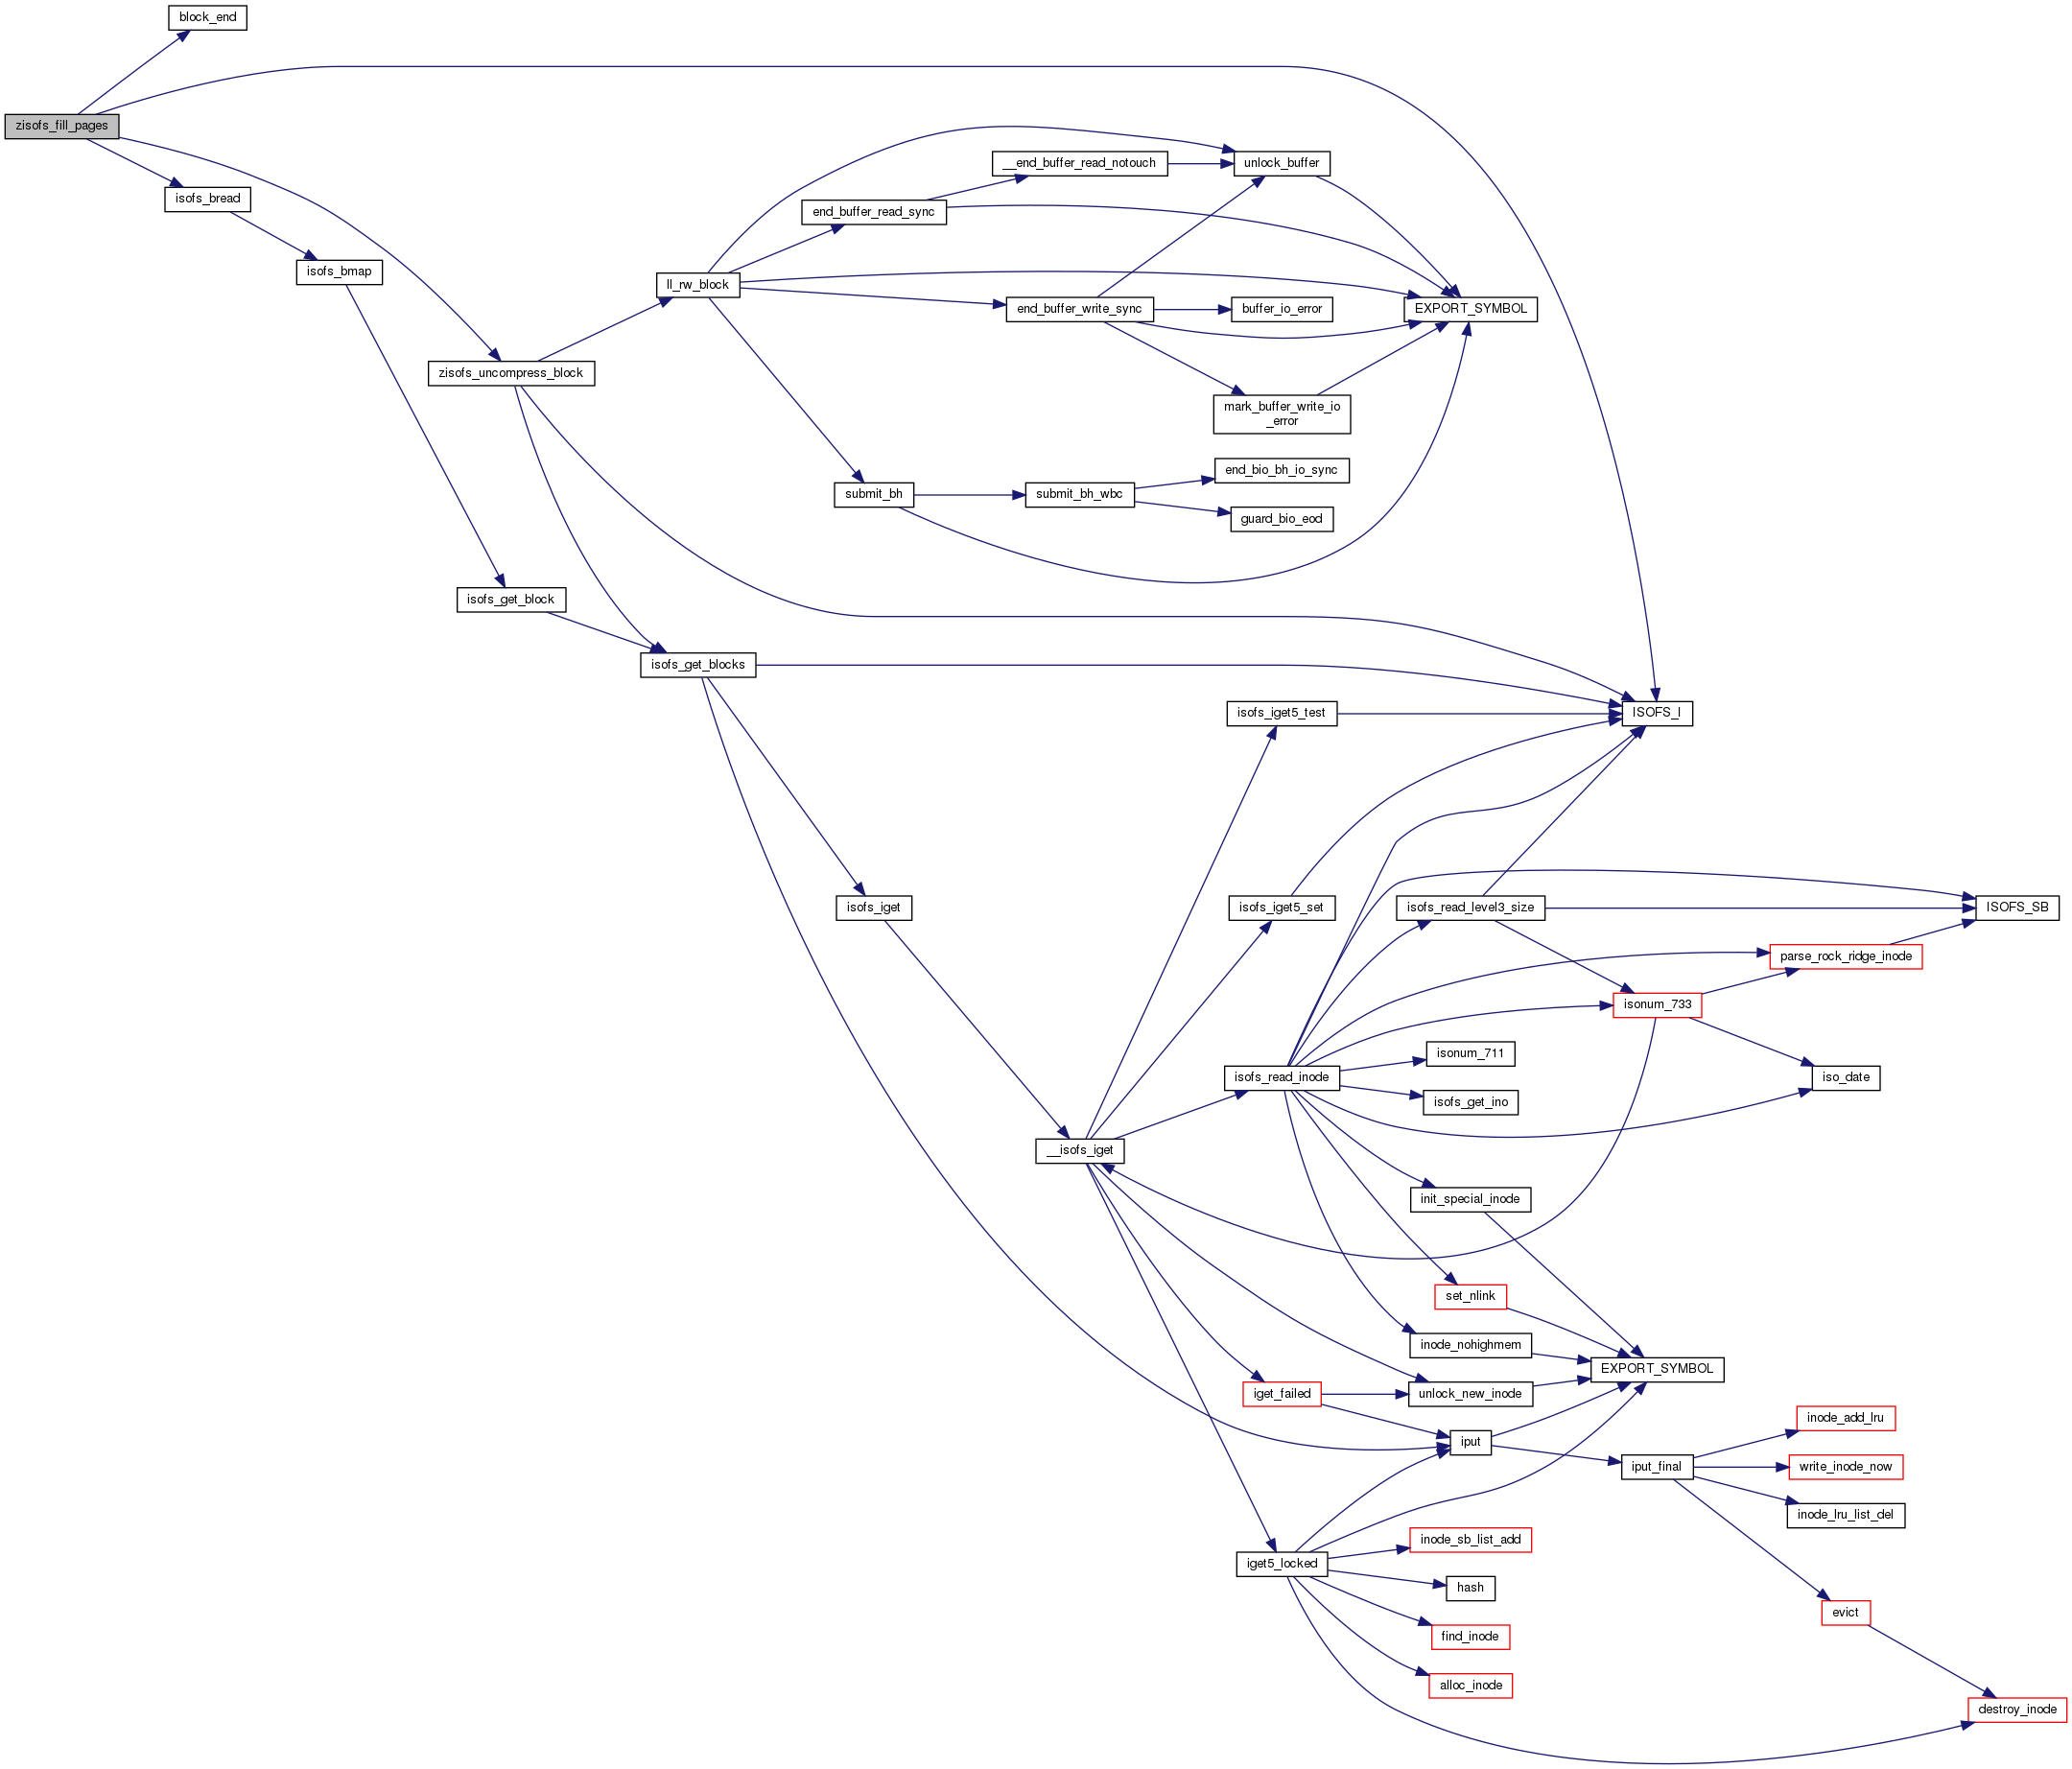 block_end
zisofs_fill_pages
__end_buffer_read_notouch
unlock_buffer
isofs_bread
end_buffer_read_sync
isofs_bmap
ll_rw_block
end_buffer_write_sync
buffer_io_error
EXPORT_SYMBOL
zisofs_uncompress_block
mark_buffer_write_io
_error
end_bio_bh_io_sync
submit_bh
submit_bh_wbc
guard_bio_eod
isofs_get_block
isofs_get_blocks
isofs_iget5_test
ISOFS_I
isofs_iget
isofs_iget5_set
isofs_read_level3_size
ISOFS_SB
parse_rock_ridge_inode
isonum_733
isonum_711
isofs_read_inode
iso_date
isofs_get_ino
__isofs_iget
init_special_inode
set_nlink
inode_nohighmem
EXPORT_SYMBOL
iget_failed
unlock_new_inode
inode_add_lru
iput
iput_final
write_inode_now
inode_lru_list_del
inode_sb_list_add
iget5_locked
hash
evict
find_inode
alloc_inode
destroy_inode